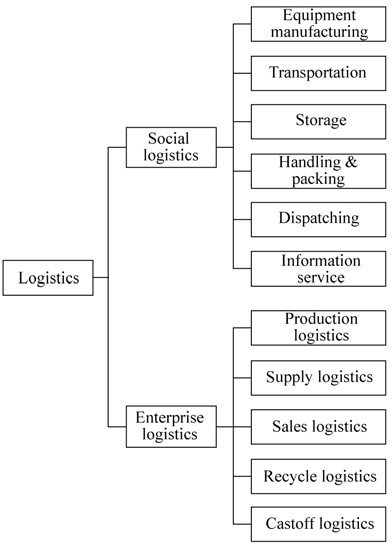 Equipment
manufacturing
Transportation
Storage
Social
logistics
Handling &
packing
Dispatching
Information
service
Logistics
Production
logistics
Supply logistics
Enterprise
logistics
Sales logistics
Recycle logistics
Castoff logistics